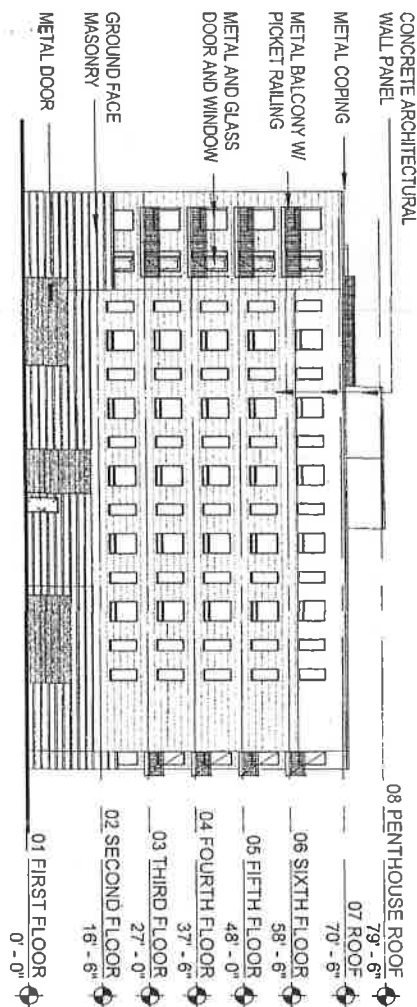 CONCRETE ARCHITECTURAL
WALL PANEL
METAL COPING
METAL BALCONY W/
PICKET RAILING
METAL AND GLASS
DOOR AND WINDOW
GROUND FACE
MASONRY
METAL DOOR
08 PENTHOUSE ROOF
79' - 6"
07 ROOF
70' - 6"
06 SIXTH FLOOR
58' - 6"
05 FIFTH FLOOR
48' - 0"
04 FOURTH FLOOR
37' - 6"
03 THIRD FLOOR
27' - 0"
02 SECOND FLOOR
16' - 6"
01 FIRST FLOOR
0' - 0"